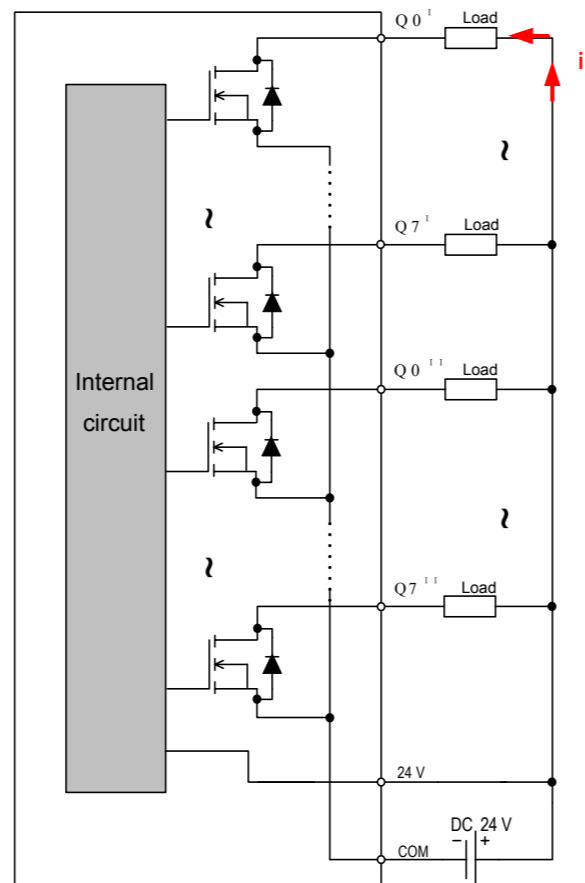 Q0 I Load
i
Q7 I Load
Internal
circuit
Q0 II Load
Q7 II Load
24 V
DC 24 V
− +
COM